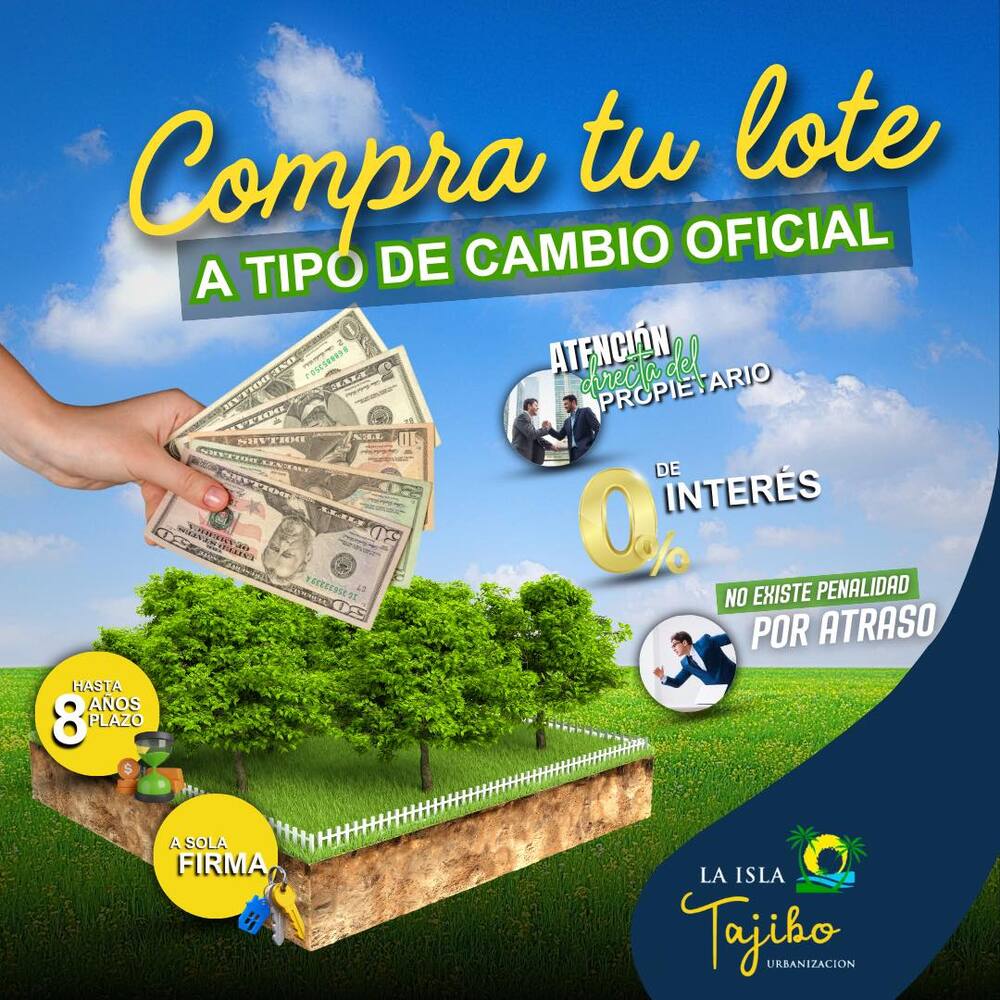 Compra tu lote
A TIPO DE CAMBIO OFICIAL
ATENCIÓN
directa del
PROPIETARIO
0%
DE
INTERÉS
NO EXISTE PENALIDAD
POR ATRASO
HASTA
8 AÑOS
PLAZO
A SOLA
FIRMA
LA ISLA
Tajibo
URBANIZACION